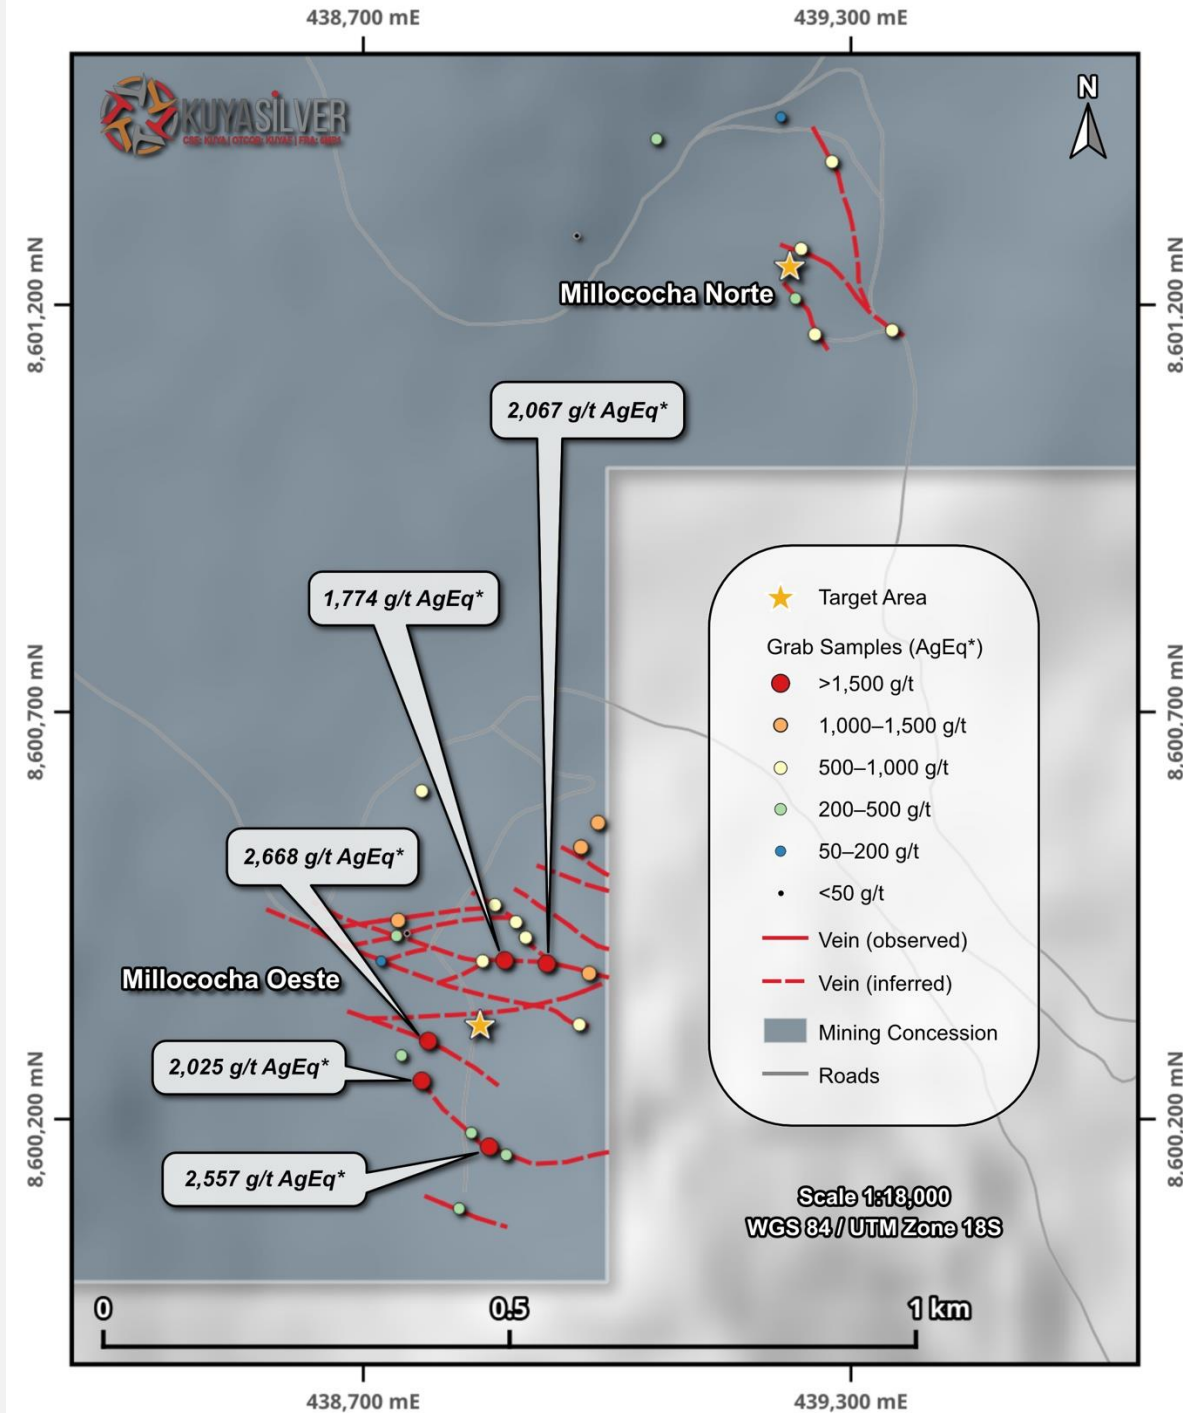 438,700 mE
439,300 mE
KUYASILVER
N
8,601,200 mN
8,601,200 mN
Millococha Norte
2,067 g/t AgEq*
1,774 g/t AgEq*
Target Area
Grab Samples (AgEq*)
>1,500 g/t
1,000–1,500 g/t
500–1,000 g/t
200–500 g/t
50–200 g/t
<50 g/t
Vein (observed)
Vein (inferred)
Mining Concession
Roads
8,600,700 mN
8,600,700 mN
2,668 g/t AgEq*
Millococha Oeste
2,025 g/t AgEq*
2,557 g/t AgEq*
8,600,200 mN
8,600,200 mN
Scale 1:18,000
WGS 84 / UTM Zone 18S
0
0.5
1 km
438,700 mE
439,300 mE